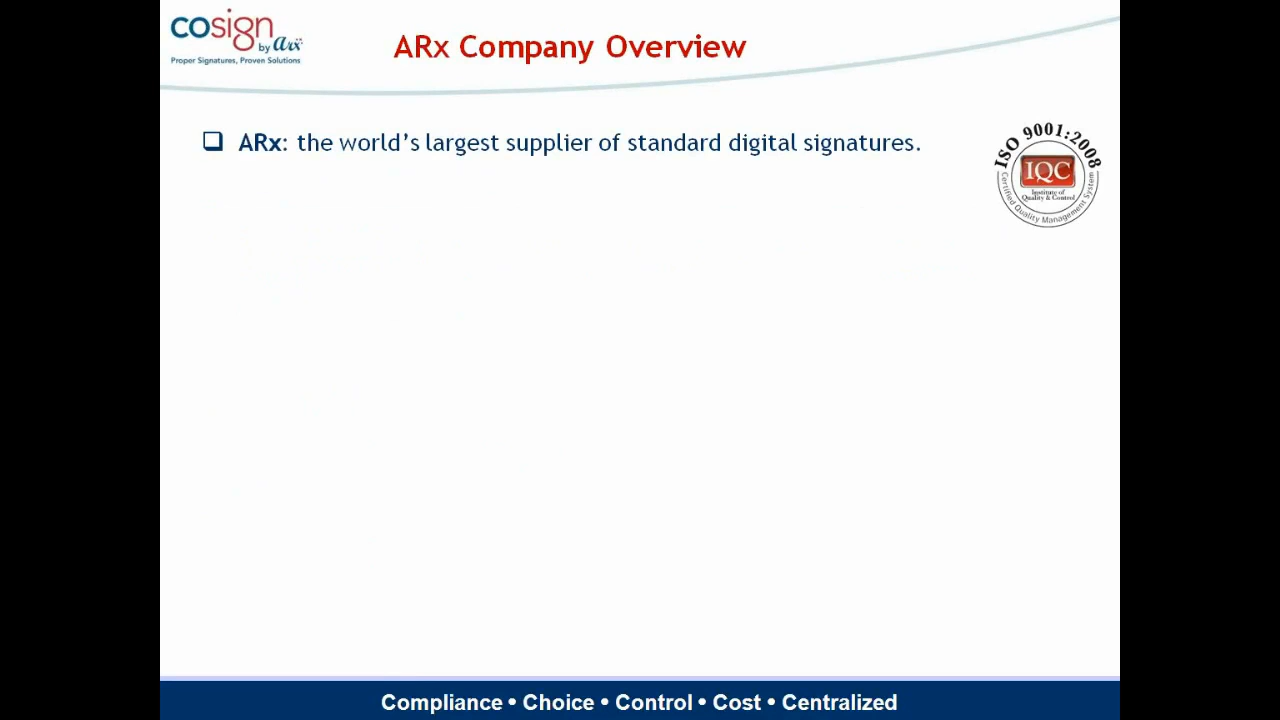 cosign
by arx
Proper Signatures, Proven Solutions
ARx Company Overview
ARx: the world’s largest supplier of standard digital signatures.
ISO 9001:2008
IQC
Institute of
Quality & Control
Certified Quality Management System
Compliance • Choice • Control • Cost • Centralized